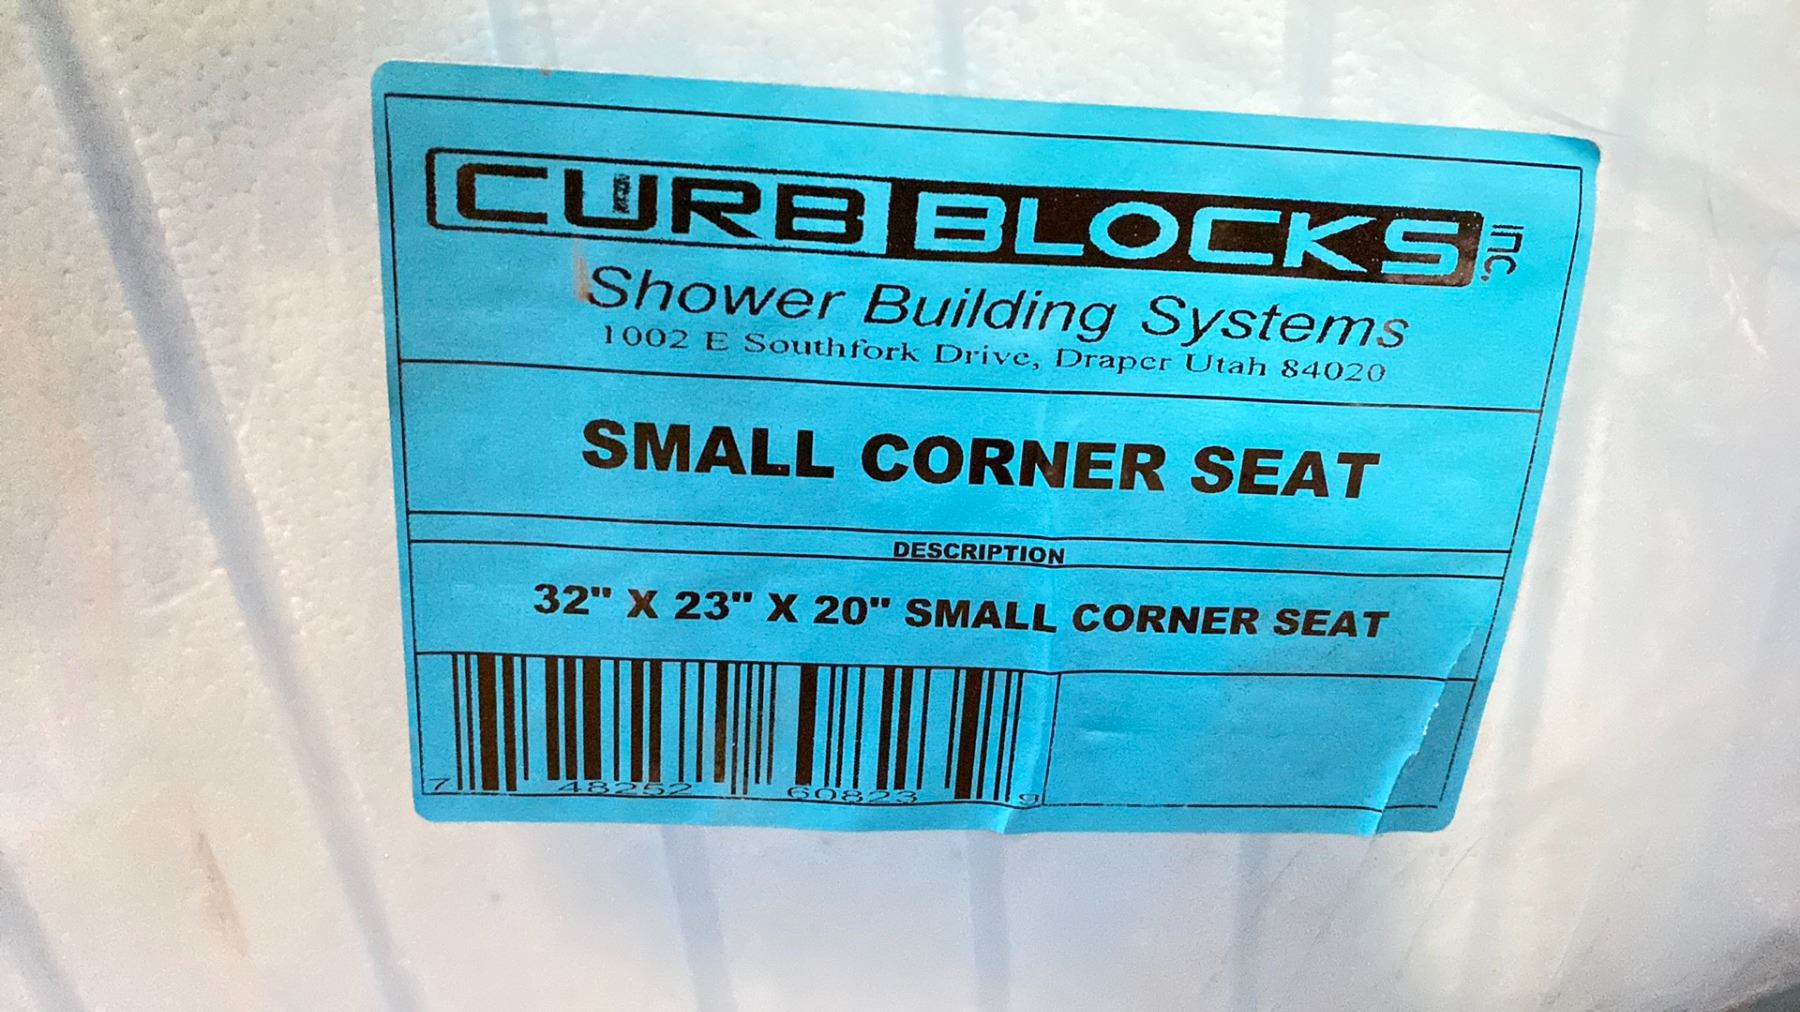 CURB BLOCKS INC.
Shower Building Systems
1002 E Southfork Drive, Draper Utah 84020
SMALL CORNER SEAT
DESCRIPTION
32" X 23" X 20" SMALL CORNER SEAT
7 48252 60823 9